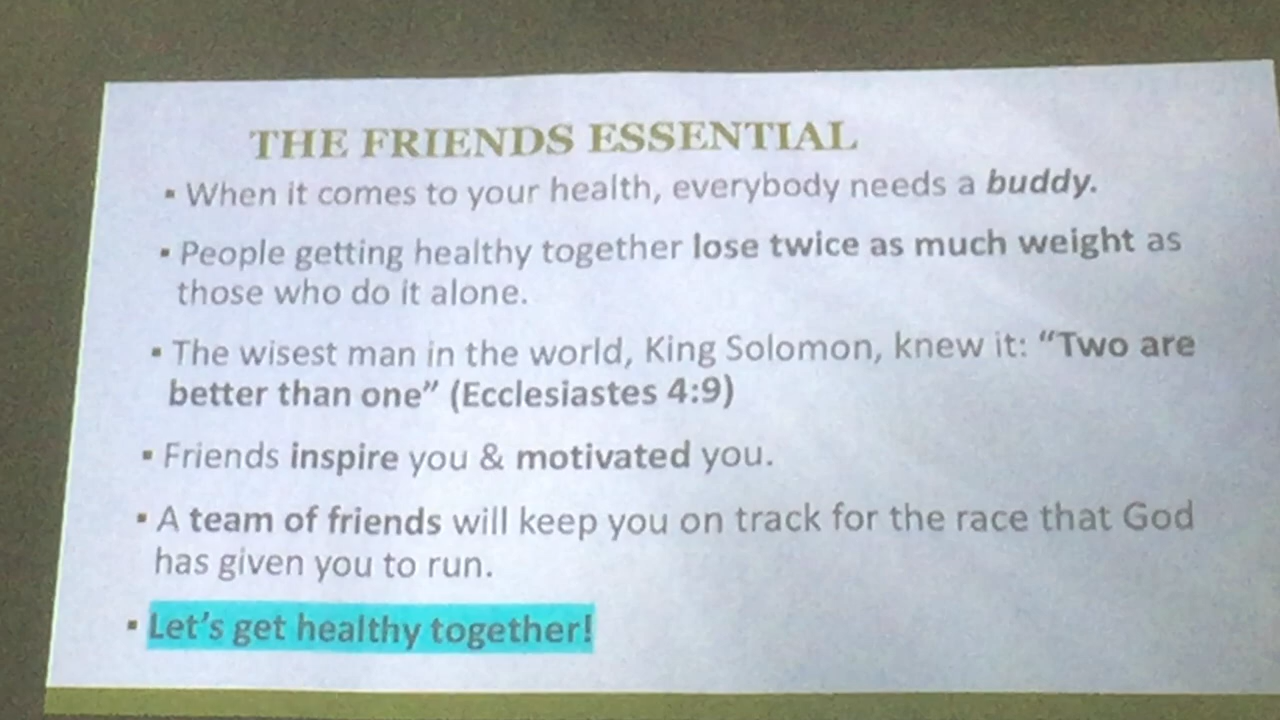 THE FRIENDS ESSENTIAL
▪ When it comes to your health, everybody needs a buddy.
▪ People getting healthy together lose twice as much weight as
those who do it alone.
▪ The wisest man in the world, King Solomon, knew it: “Two are
better than one” (Ecclesiastes 4:9)
▪ Friends inspire you & motivated you.
▪ A team of friends will keep you on track for the race that God
has given you to run.
▪ Let’s get healthy together!